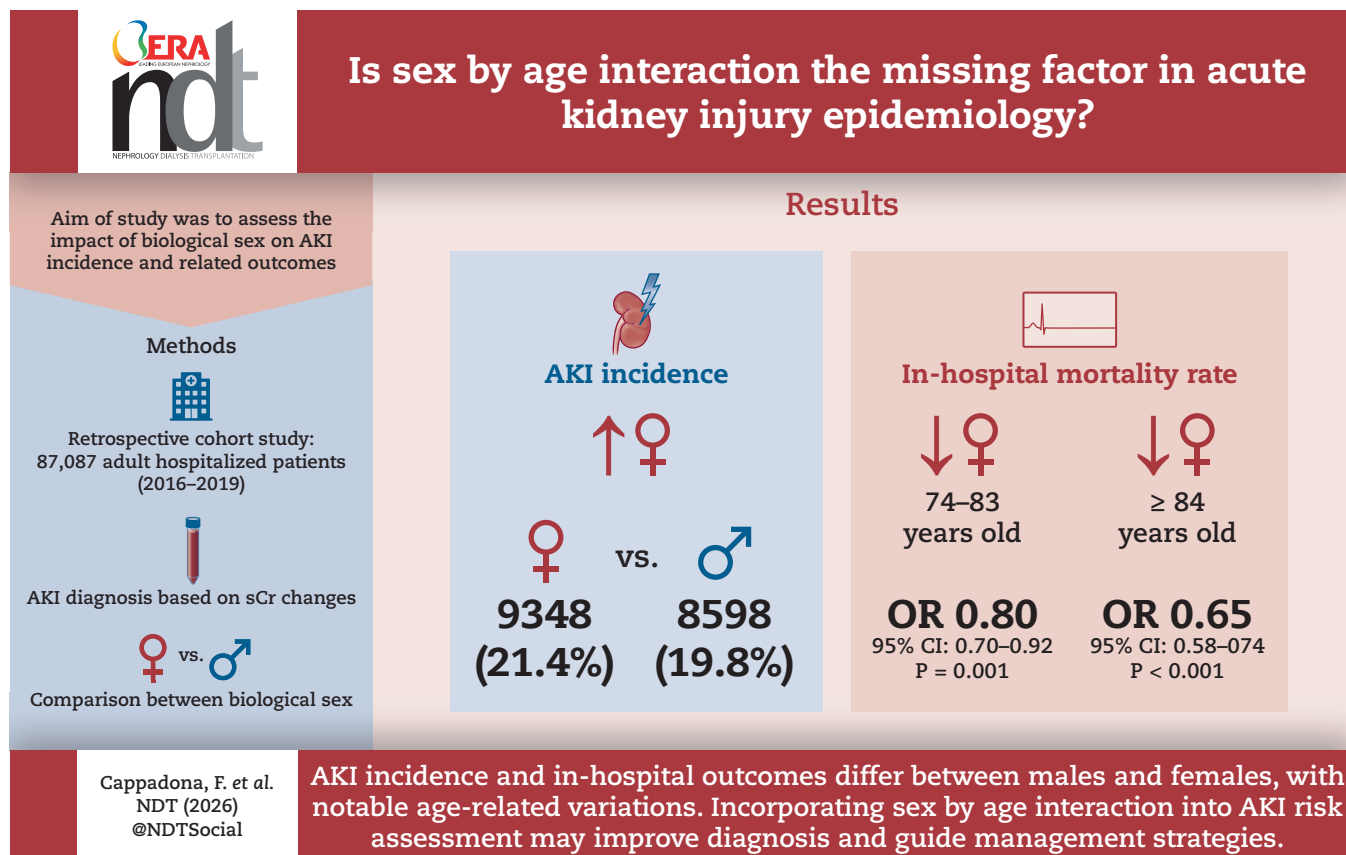 ERA
LEADING EUROPEAN NEPHROLOGY
ndt
NEPHROLOGY DIALYSIS TRANSPLANTATION
Is sex by age interaction the missing factor in acute
kidney injury epidemiology?
Aim of study was to assess the
impact of biological sex on AKI
incidence and related outcomes
Methods
Retrospective cohort study:
87,087 adult hospitalized patients
(2016–2019)
AKI diagnosis based on sCr changes
♀ vs. ♂
Comparison between biological sex
Results
AKI incidence
↑♀
♀ vs. ♂
9348 8598
(21.4%) (19.8%)
In-hospital mortality rate
↓♀
74–83
years old
OR 0.80
95% CI: 0.70–0.92
P = 0.001
↓♀
≥ 84
years old
OR 0.65
95% CI: 0.58–074
P < 0.001
Cappadona, F. et al.
NDT (2026)
@NDTSocial
AKI incidence and in-hospital outcomes differ between males and females, with
notable age-related variations. Incorporating sex by age interaction into AKI risk
assessment may improve diagnosis and guide management strategies.